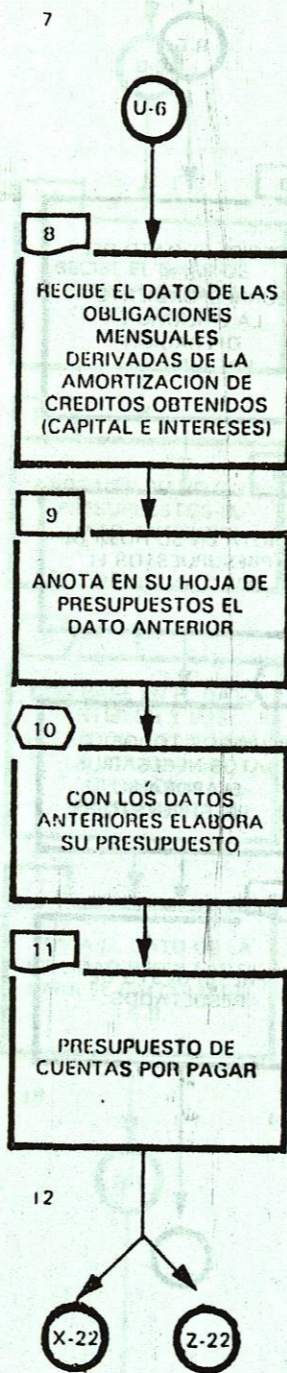 7
U-6
8
RECIBE EL DATO DE LAS
OBLIGACIONES
MENSUALES
DERIVADAS DE LA
AMORTIZACION DE
CREDITOS OBTENIDOS
(CAPITAL E INTERESES)
9
ANOTA EN SU HOJA DE
PRESUPUESTOS EL
DATO ANTERIOR
10
CON LOS DATOS
ANTERIORES ELABORA
SU PRESUPUESTO
11
PRESUPUESTO DE
CUENTAS POR PAGAR
12
X-22
Z-22